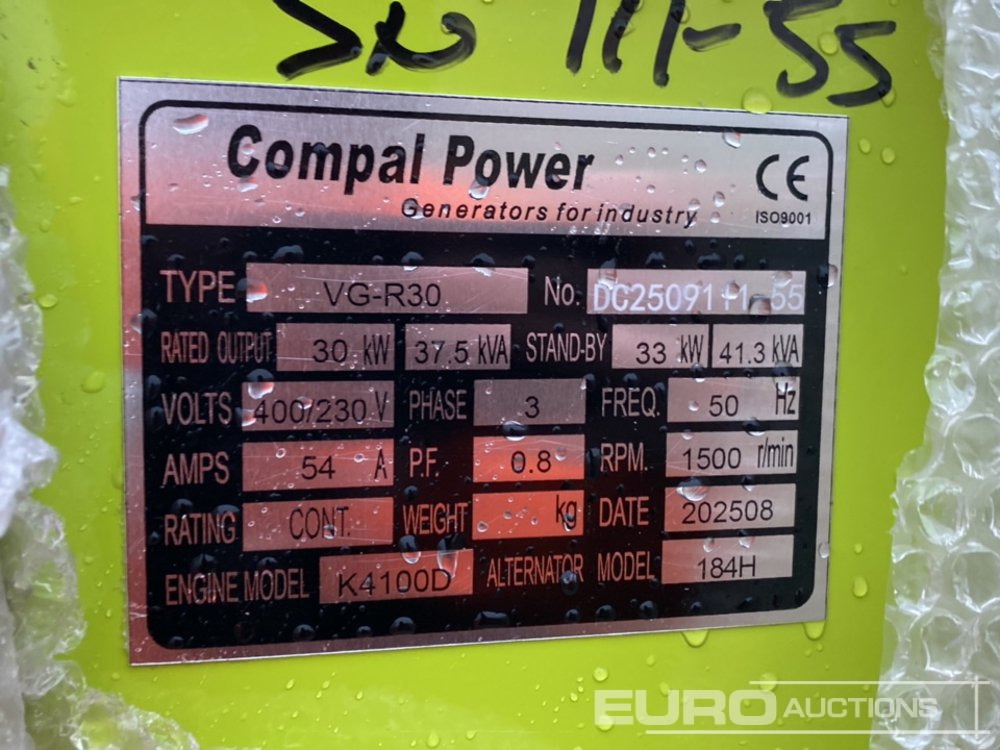 111-55
Compal Power CE
Generators for industry ISO9001
TYPE VG-R30 No. DC2509111-55
RATED OUTPUT 30 kW 37.5 kVA STAND-BY 33 kW 41.3 kVA
VOLTS 400/230 V PHASE 3 FREQ. 50 Hz
AMPS 54 A P.F. 0.8 RPM. 1500 r/min
RATING CONT. WEIGHT kg DATE 202508
ENGINE MODEL K4100D ALTERNATOR MODEL 184H
EURO AUCTIONS